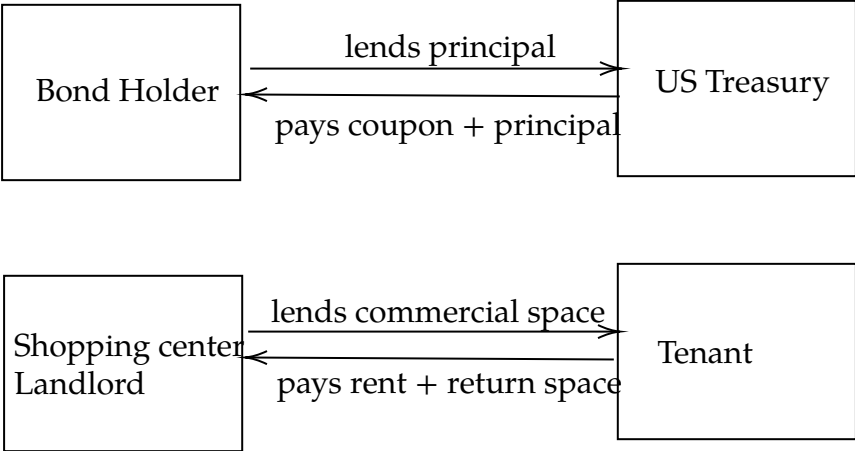 lends principal
Bond Holder
US Treasury
pays coupon + principal
lends commercial space
Shopping center
Landlord
Tenant
pays rent + return space